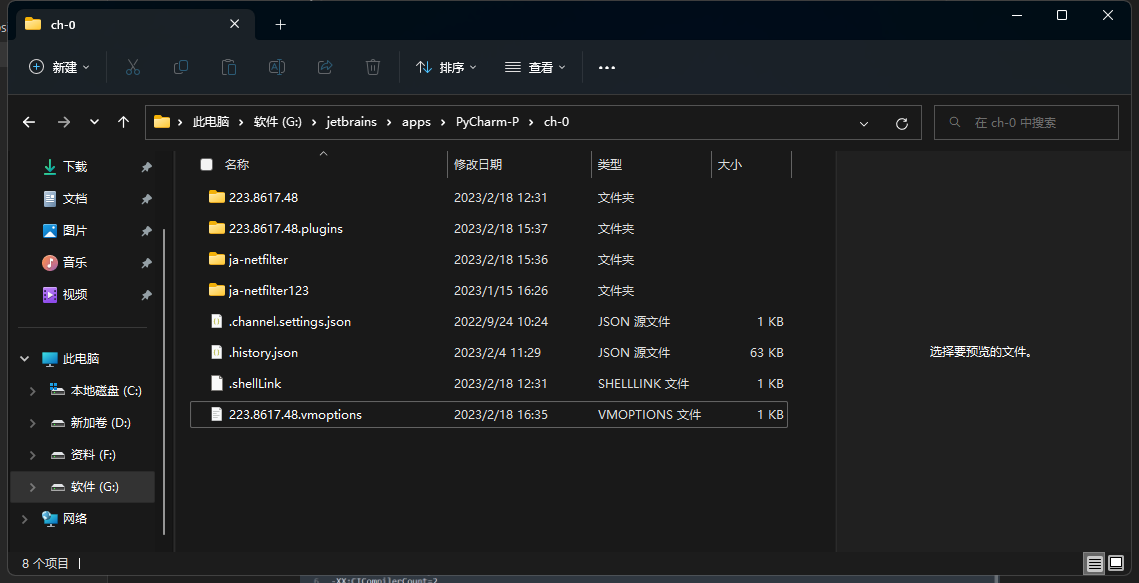 ch-0
新建
排序
查看
此电脑
软件 (G:)
jetbrains
apps
PyCharm-P
ch-0
在 ch-0 中搜索
下载
文档
图片
音乐
视频
此电脑
本地磁盘 (C:)
新加卷 (D:)
资料 (F:)
软件 (G:)
网络
名称 修改日期 类型 大小
223.8617.48 2023/2/18 12:31 文件夹
223.8617.48.plugins 2023/2/18 15:37 文件夹
ja-netfilter 2023/2/18 15:36 文件夹
ja-netfilter123 2023/1/15 16:26 文件夹
.channel.settings.json 2022/9/24 10:24 JSON 源文件 1 KB
.history.json 2023/2/4 11:29 JSON 源文件 63 KB
.shellLink 2023/2/18 12:31 SHELLLINK 文件 1 KB
223.8617.48.vmoptions 2023/2/18 16:35 VMOPTIONS 文件 1 KB
选择要预览的文件。
8 个项目
-XX:CICompilerCount=2